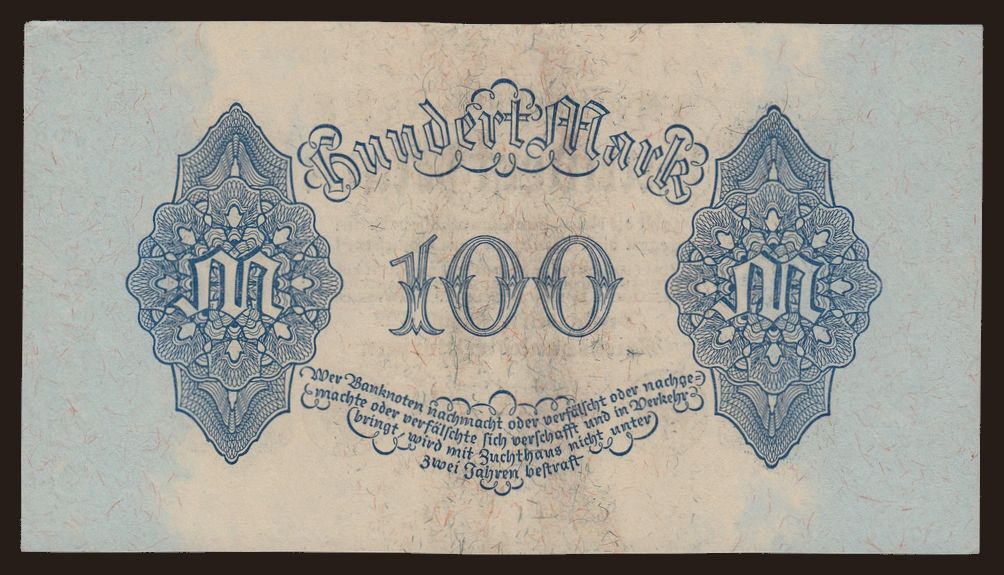 Hundert Mark
M
100
M
Wer Banknoten nachmacht oder verfälscht oder nachge=
machte oder verfälschte sich verschafft und in Verkehr
bringt, wird mit Zuchthaus nicht unter
zwei Jahren bestraft